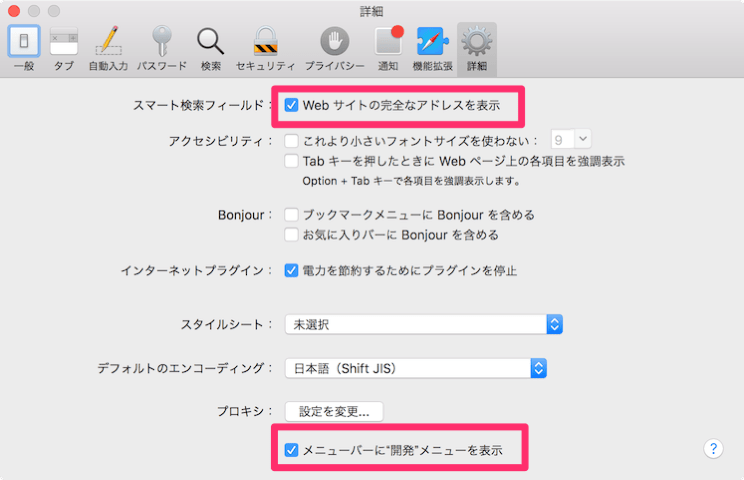 詳細
一般
タブ
自動入力
パスワード
検索
セキュリティ
プライバシー
通知
機能拡張
詳細
スマート検索フィールド：
Web サイトの完全なアドレスを表示
アクセシビリティ：
これより小さいフォントサイズを使わない：
9
Tab キーを押したときに Web ページ上の各項目を強調表示
Option + Tab キーで各項目を強調表示します。
Bonjour：
ブックマークメニューに Bonjour を含める
お気に入りバーに Bonjour を含める
インターネットプラグイン：
電力を節約するためにプラグインを停止
スタイルシート：
未選択
デフォルトのエンコーディング：
日本語（Shift JIS）
プロキシ：
設定を変更...
メニューバーに“開発”メニューを表示
?